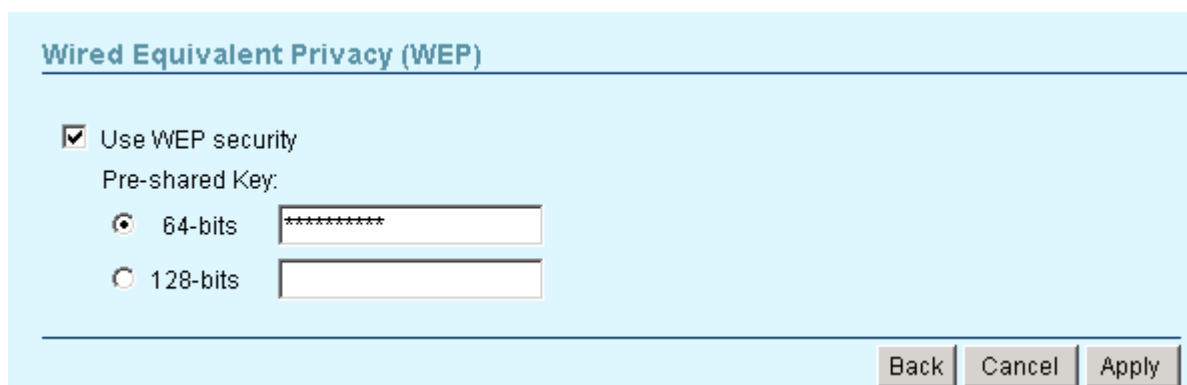 Wired Equivalent Privacy (WEP)
Use WEP security
Pre-shared Key:
64-bits **********
128-bits
Back Cancel Apply